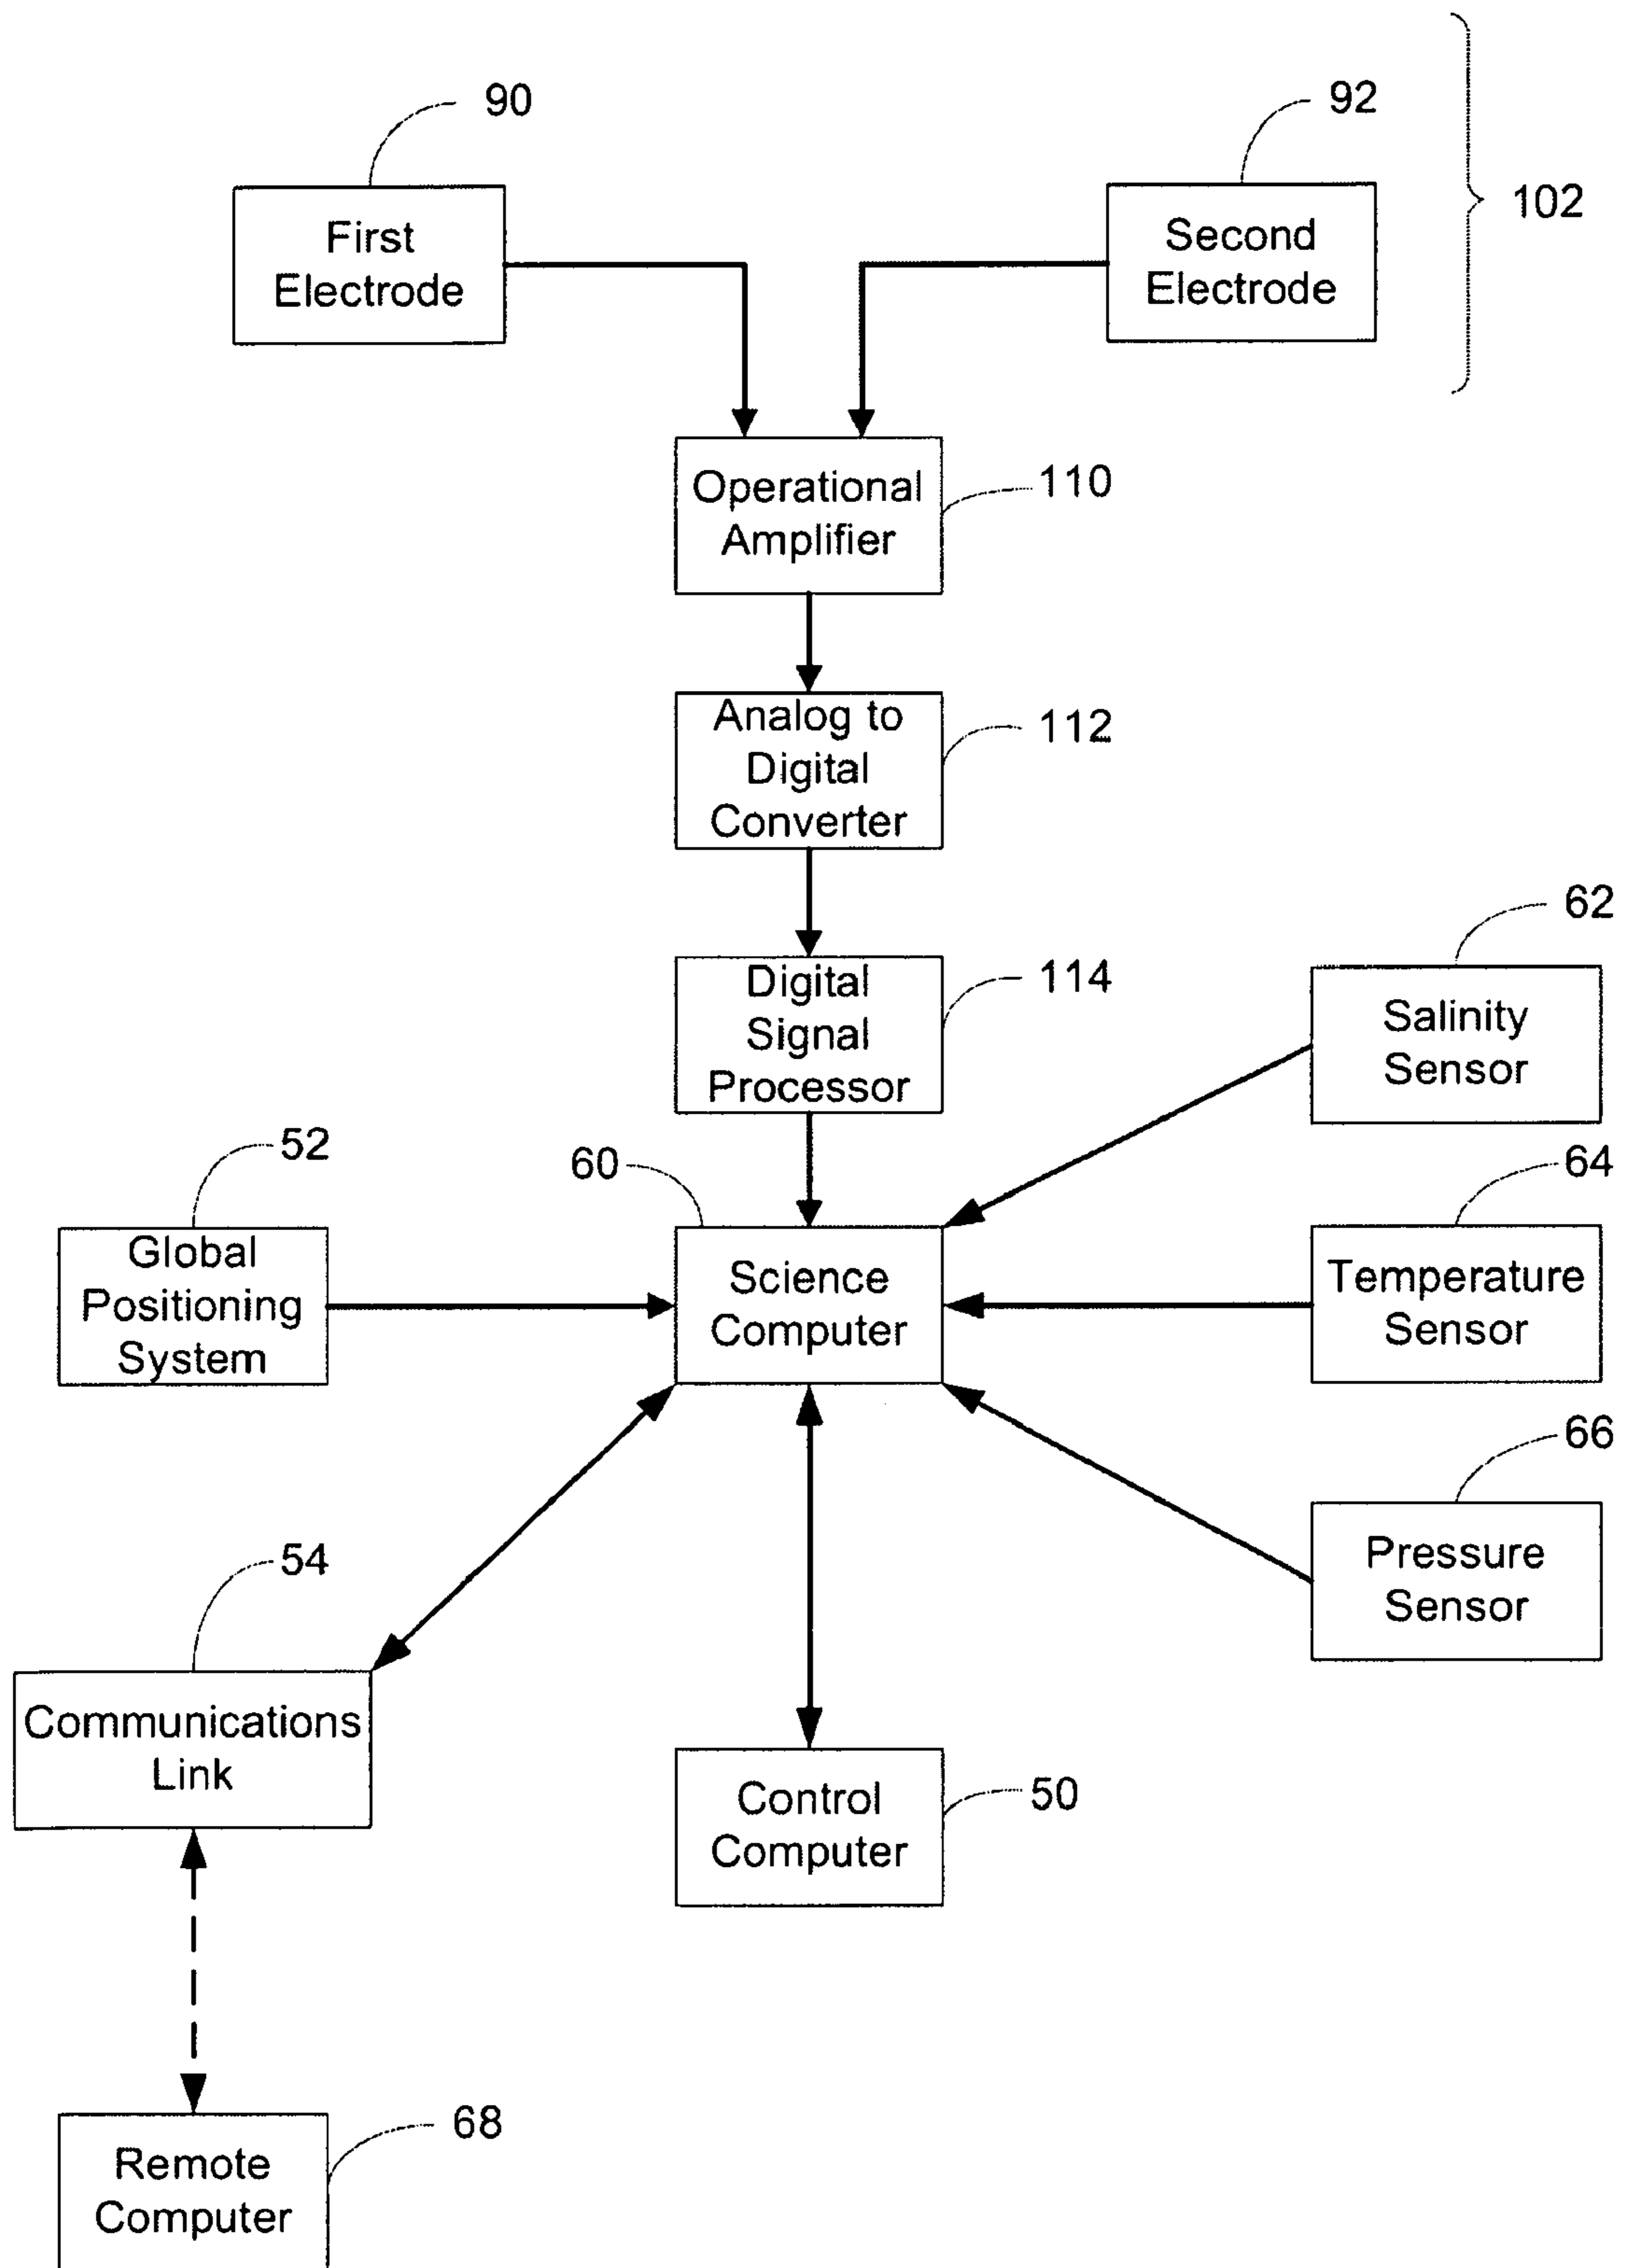 90
92
102
First
Electrode
Second
Electrode
Operational
Amplifier
110
Analog to
Digital
Converter
112
Digital
Signal
Processor
114
62
Salinity
Sensor
52
60
64
Global
Positioning
System
Science
Computer
Temperature
Sensor
66
Pressure
Sensor
54
Communications
Link
Control
Computer
50
68
Remote
Computer